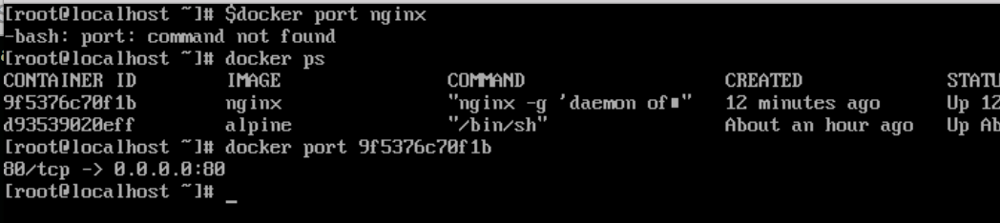 [root@localhost ~]# $docker port nginx
-bash: port: command not found
[root@localhost ~]# docker ps
CONTAINER ID IMAGE COMMAND CREATED STATU
9f5376c70f1b nginx "nginx -g 'daemon of▪" 12 minutes ago Up 12
d93539020eff alpine "/bin/sh" About an hour ago Up Ab
[root@localhost ~]# docker port 9f5376c70f1b
80/tcp -> 0.0.0.0:80
[root@localhost ~]# _